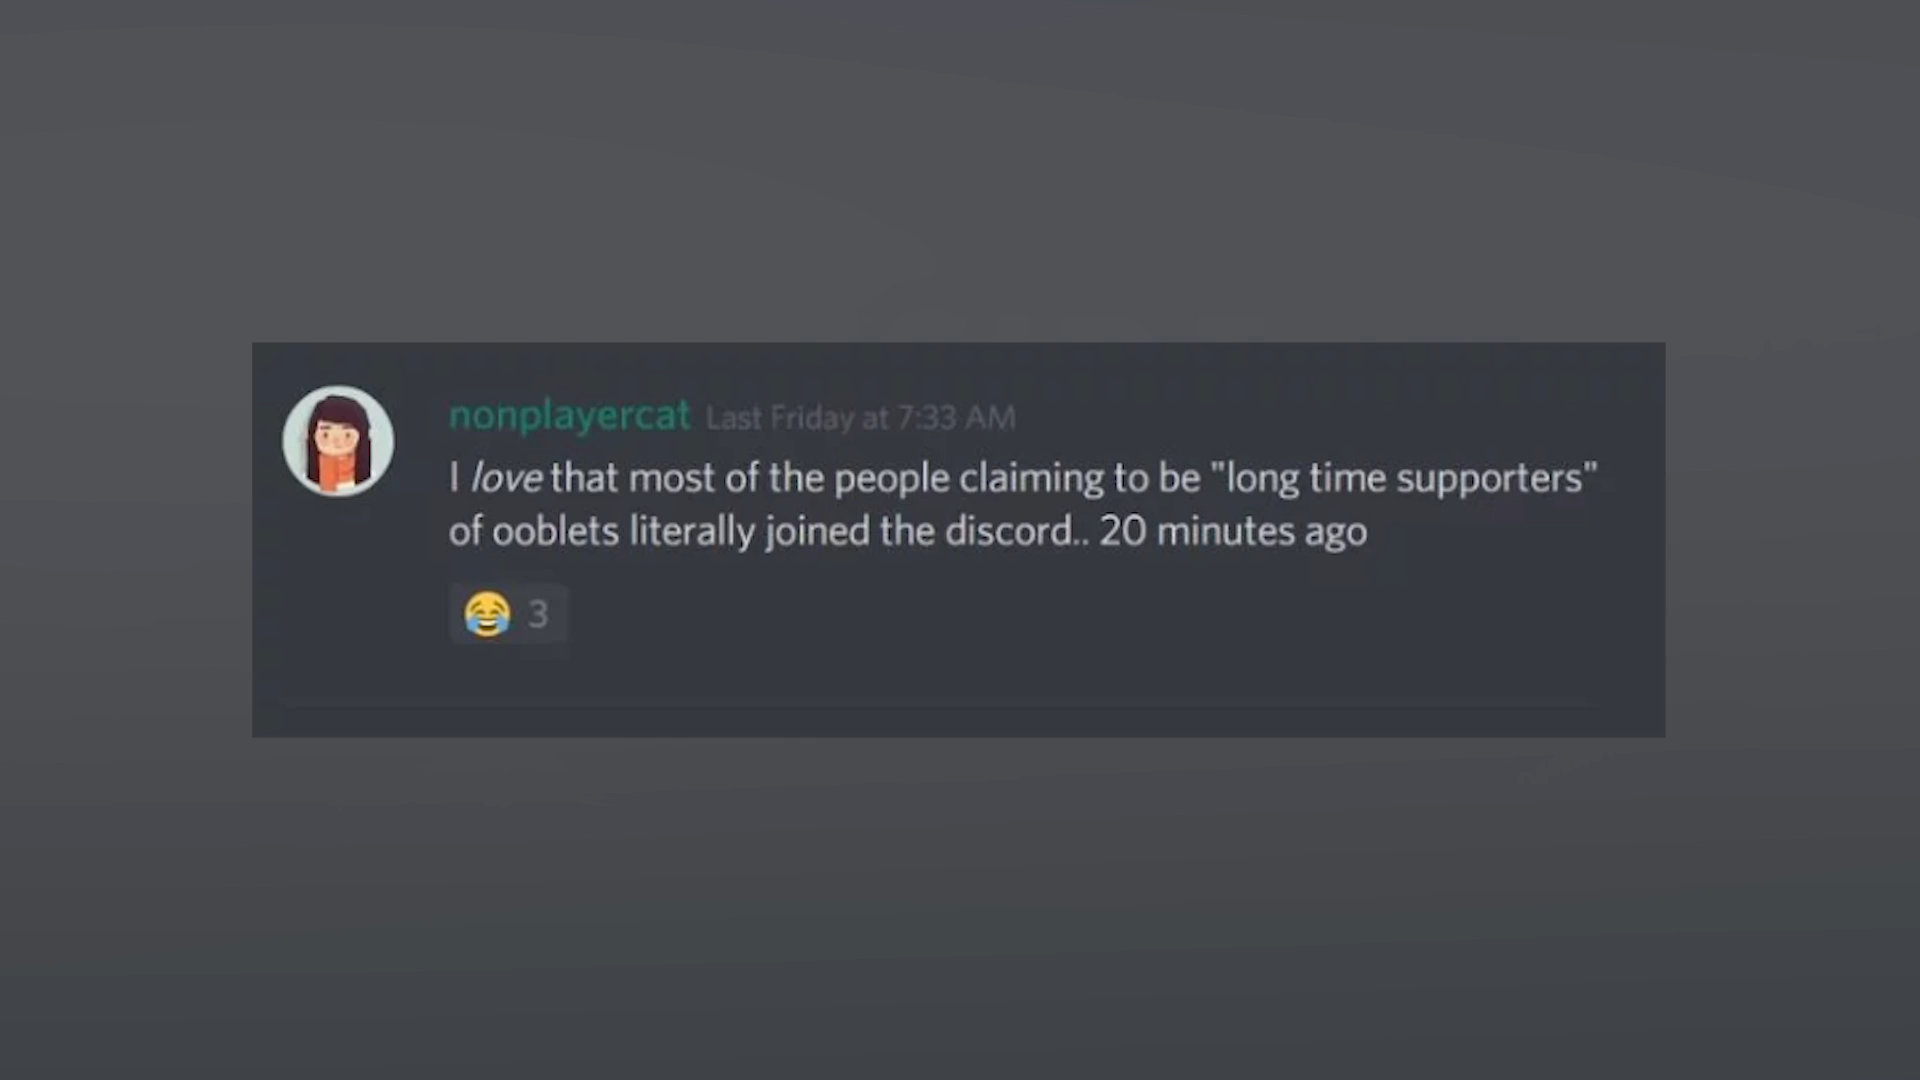 nonplayercat Last Friday at 7:33 AM
I love that most of the people claiming to be "long time supporters"
of ooblets literally joined the discord.. 20 minutes ago
😂 3